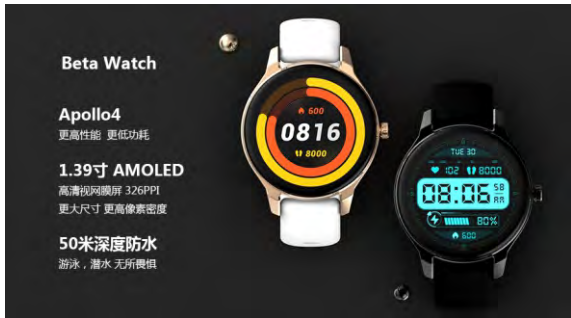 Beta Watch
Apollo4
更高性能 更低功耗
1.39寸 AMOLED
高清视网膜屏 326PPI
更大尺寸 更高像素密度
50米深度防水
游泳，潜水 无所畏惧
600
0816
8000
TUE 30
102 8000
08:06
80%
600